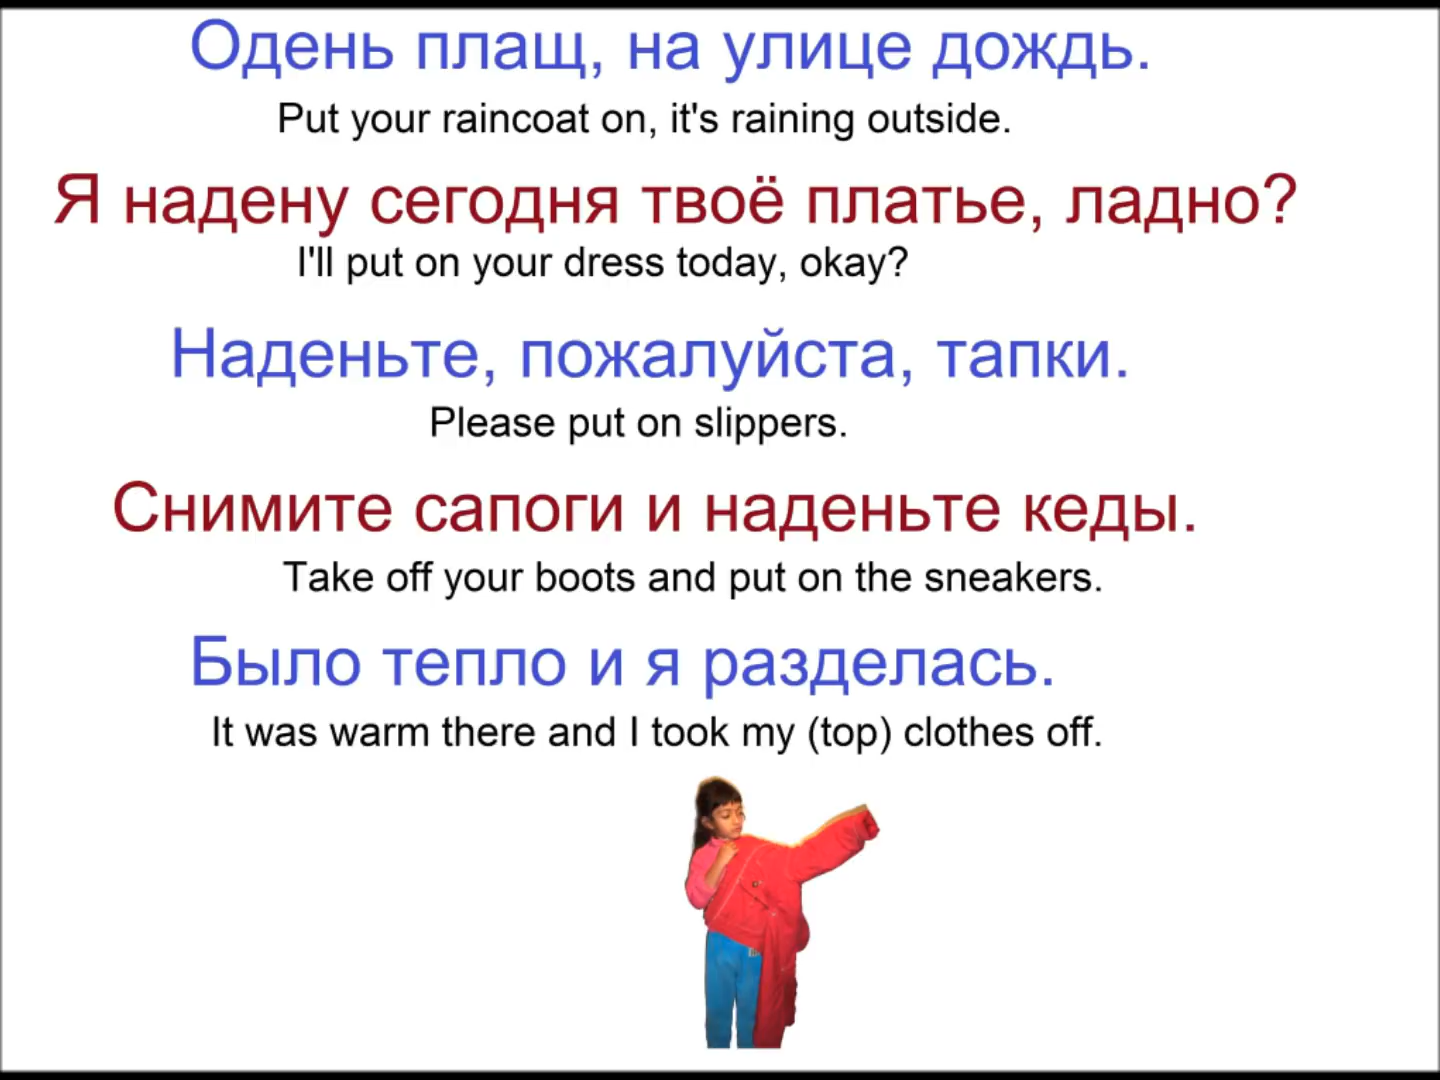 Одень плащ, на улице дождь.
Put your raincoat on, it's raining outside.
Я надену сегодня твоё платье, ладно?
I'll put on your dress today, okay?
Наденьте, пожалуйста, тапки.
Please put on slippers.
Снимите сапоги и наденьте кеды.
Take off your boots and put on the sneakers.
Было тепло и я разделась.
It was warm there and I took my (top) clothes off.